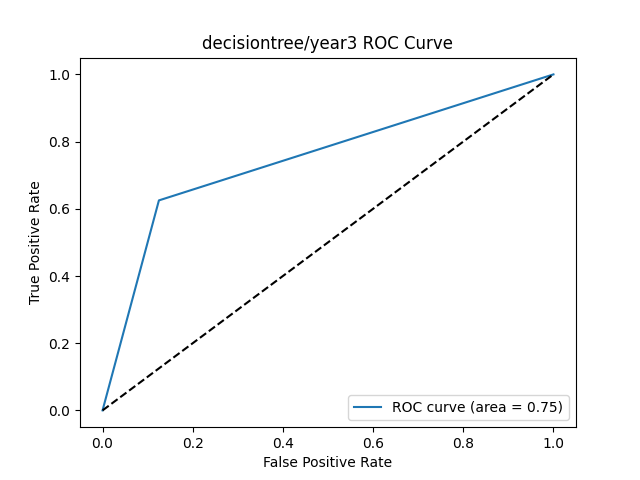 decisiontree/year3 ROC Curve
True Positive Rate
1.0
0.8
0.6
0.4
0.2
0.0
ROC curve (area = 0.75)
0.0 0.2 0.4 0.6 0.8 1.0
False Positive Rate